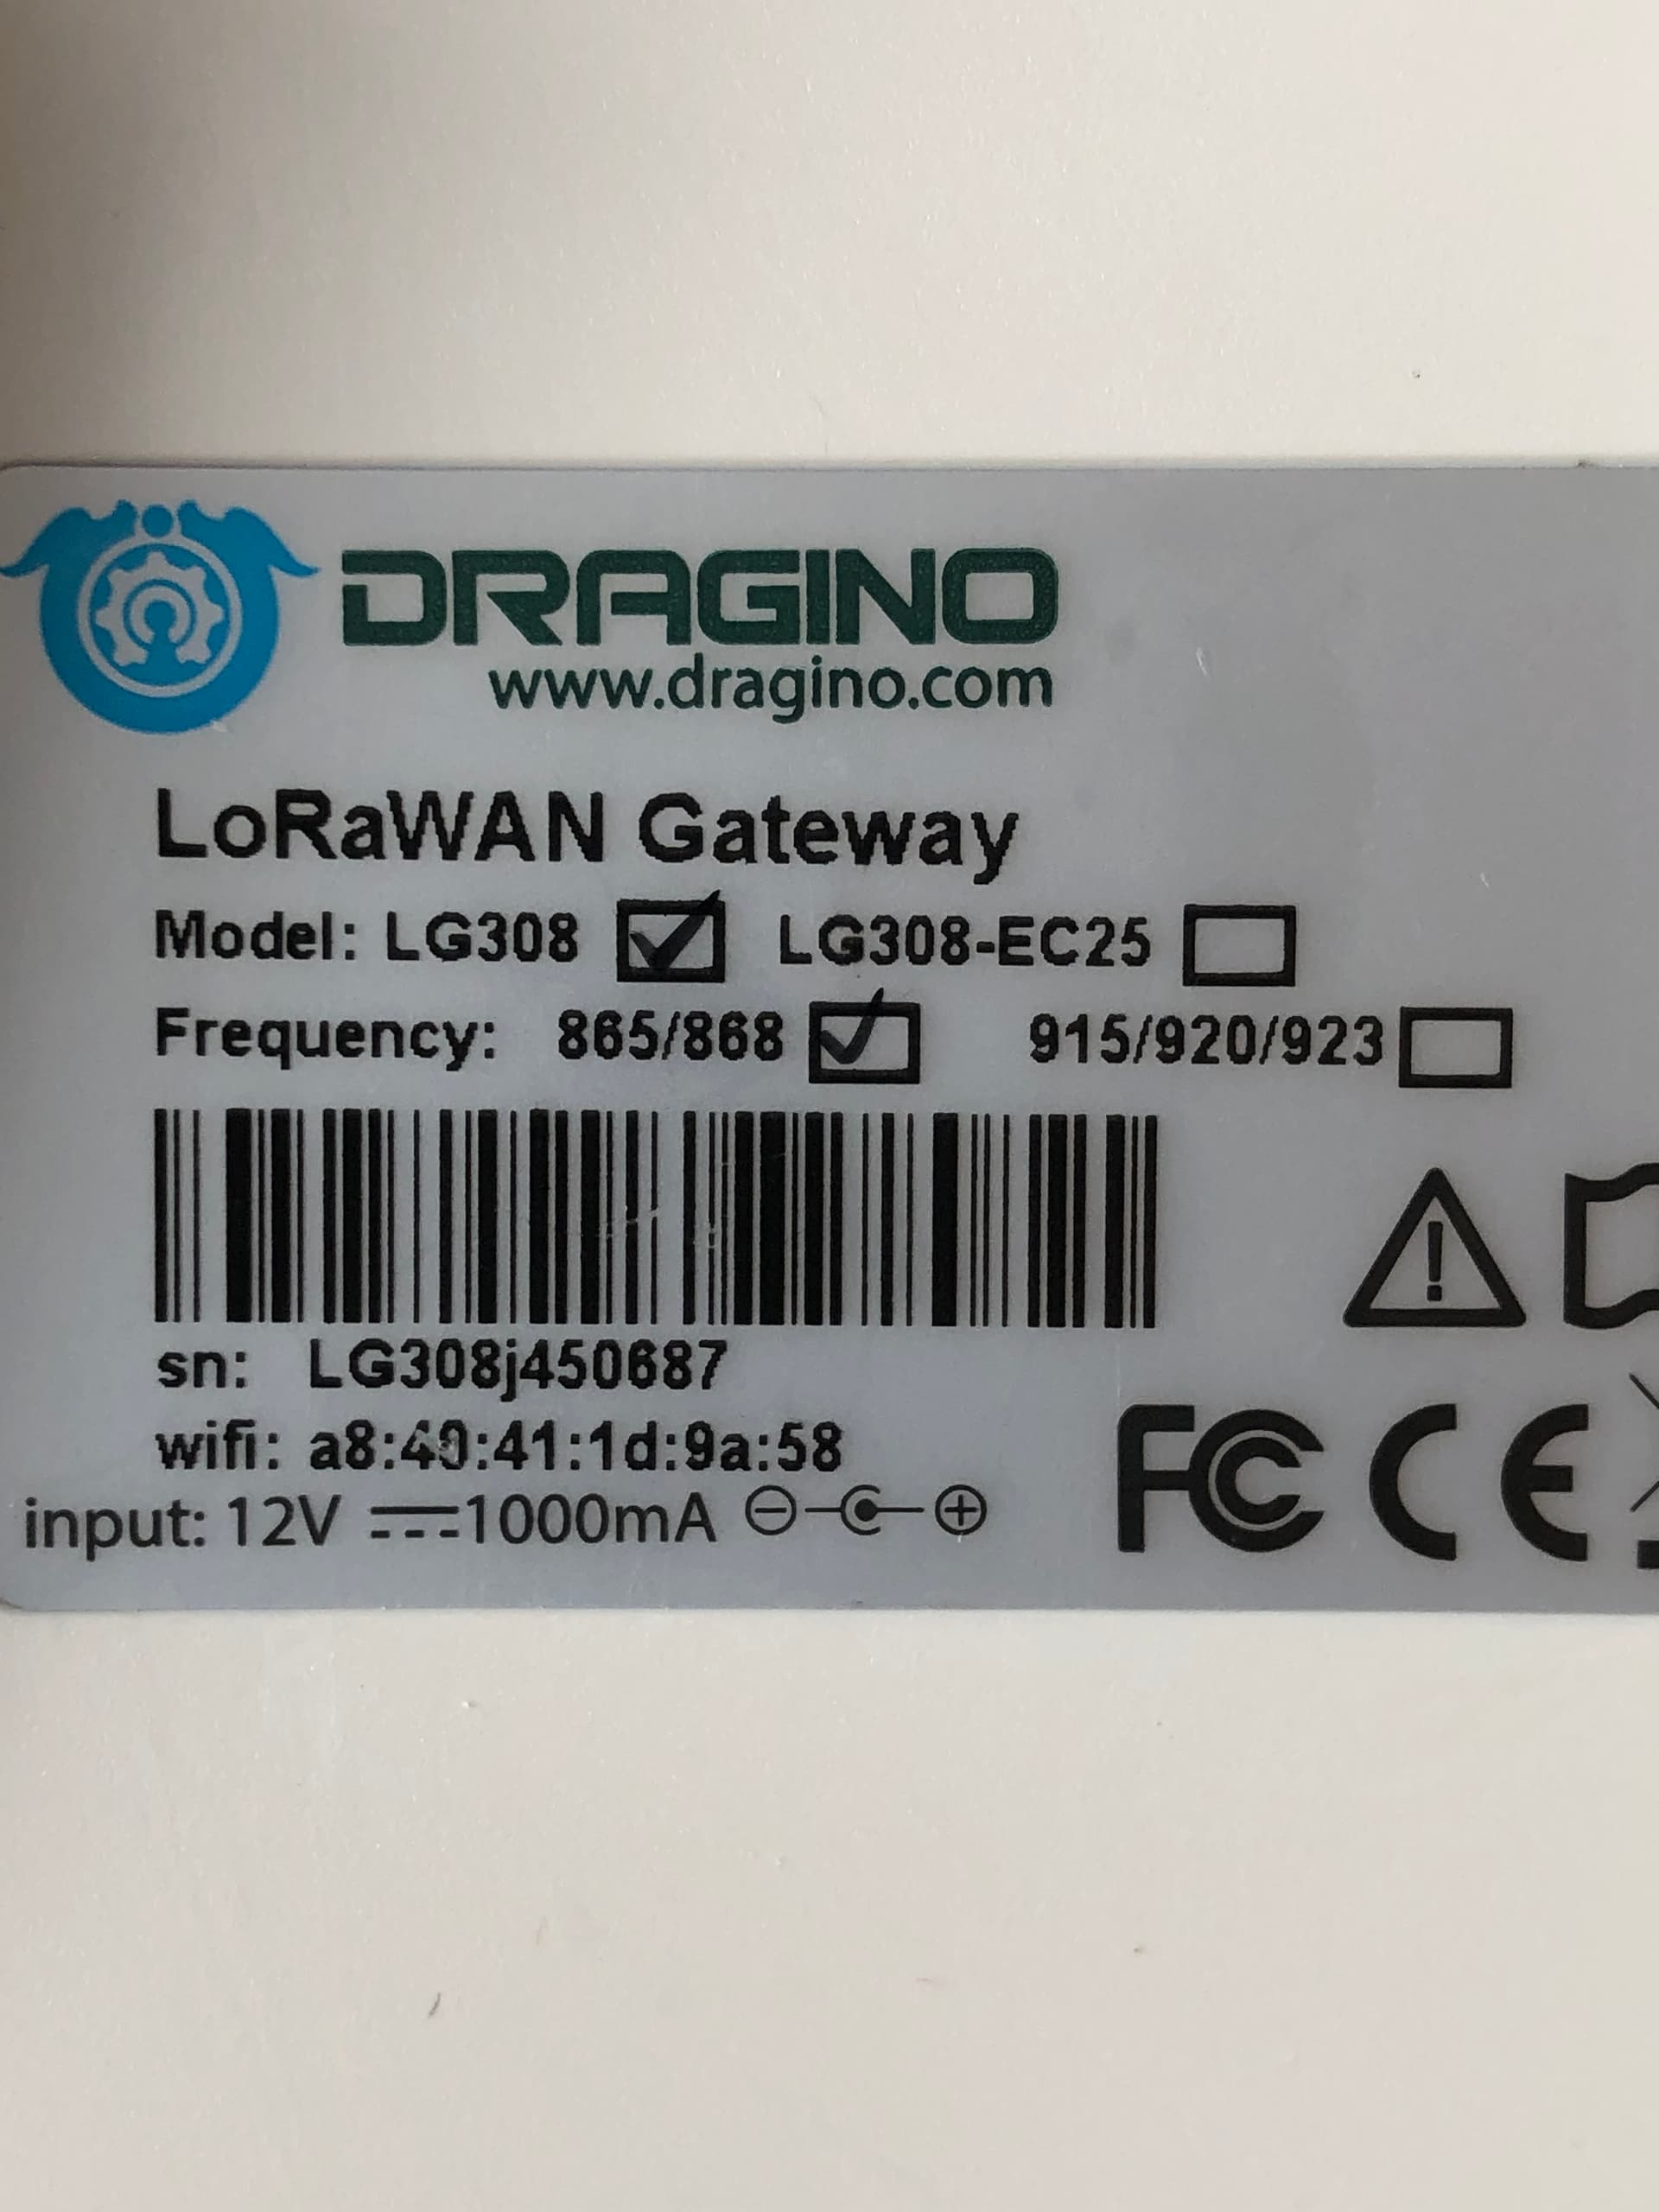 DRAGINO
www.dragino.com
LoRaWAN Gateway
Model: LG308 LG308-EC25
Frequency: 865/868 915/920/923
sn: LG308j450687
wifi: a8:40:41:1d:9a:58
input: 12V 1000mA
FC CE